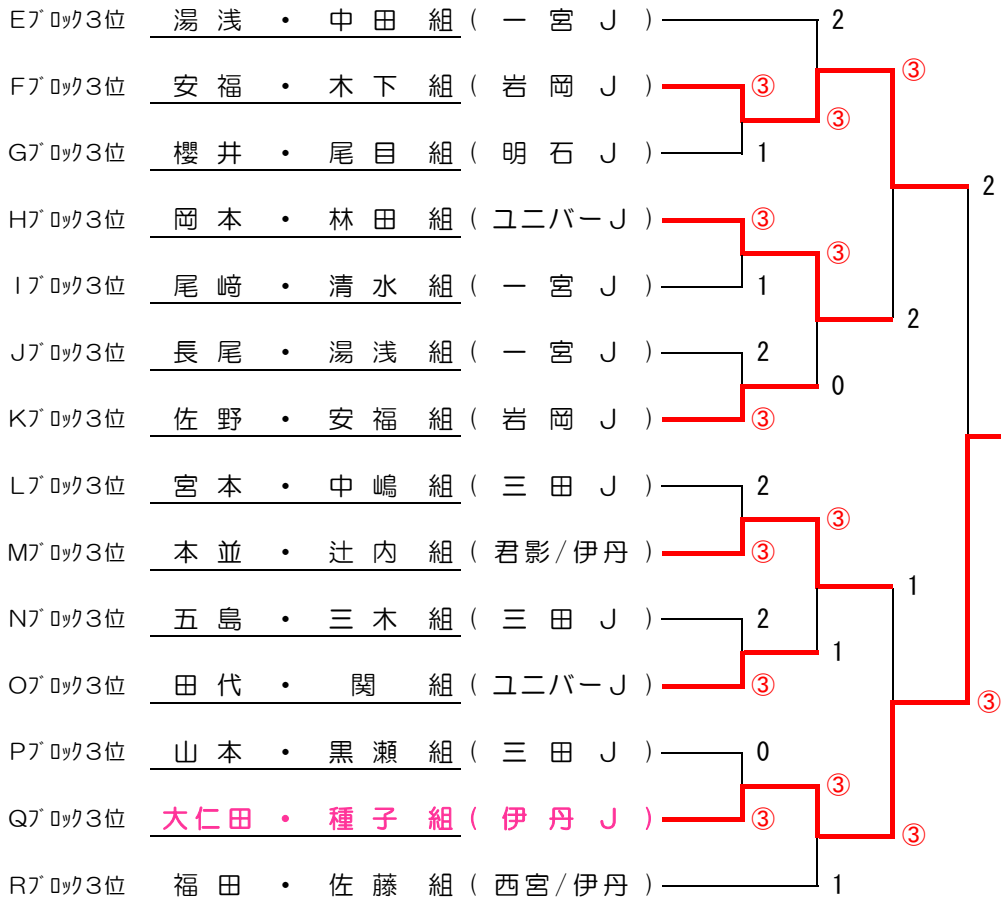 Eブロック3位 湯浅・中田組(一宮J) 2
③
Fブロック3位 安福・木下組(岩岡J) ③
③
Gブロック3位 櫻井・尾目組(明石J) 1
2
Hブロック3位 岡本・林田組(ユニバーJ) ③
③
Iブロック3位 尾﨑・清水組(一宮J) 1
2
Jブロック3位 長尾・湯浅組(一宮J) 2
0
Kブロック3位 佐野・安福組(岩岡J) ③
Lブロック3位 宮本・中嶋組(三田J) 2
③
Mブロック3位 本並・辻内組(君影/伊丹) ③
1
Nブロック3位 五島・三木組(三田J) 2
1
Oブロック3位 田代・関組(ユニバーJ) ③
③
Pブロック3位 山本・黒瀬組(三田J) 0
③
Qブロック3位 大仁田・種子組(伊丹J) ③
③
Rブロック3位 福田・佐藤組(西宮/伊丹) 1